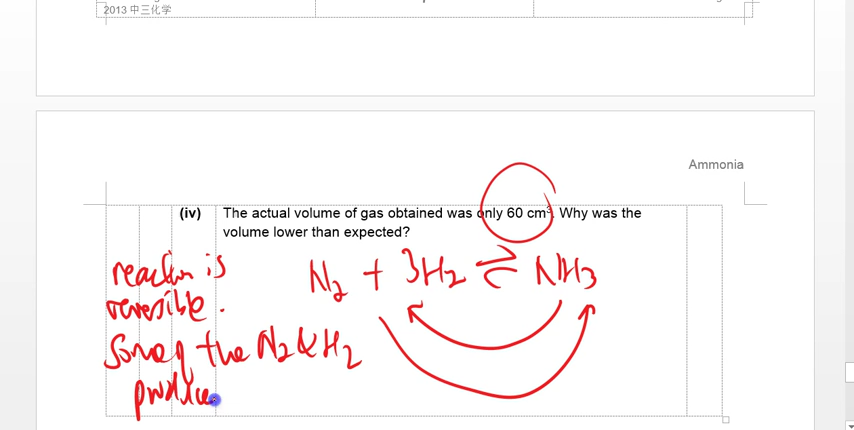 2013 中三化学
Ammonia
(iv) The actual volume of gas obtained was only 60 cm³. Why was the
volume lower than expected?
N₂ + 3H₂ ⇌ NH₃
reaction is
reversible.
Some of the N₂ & H₂
produce